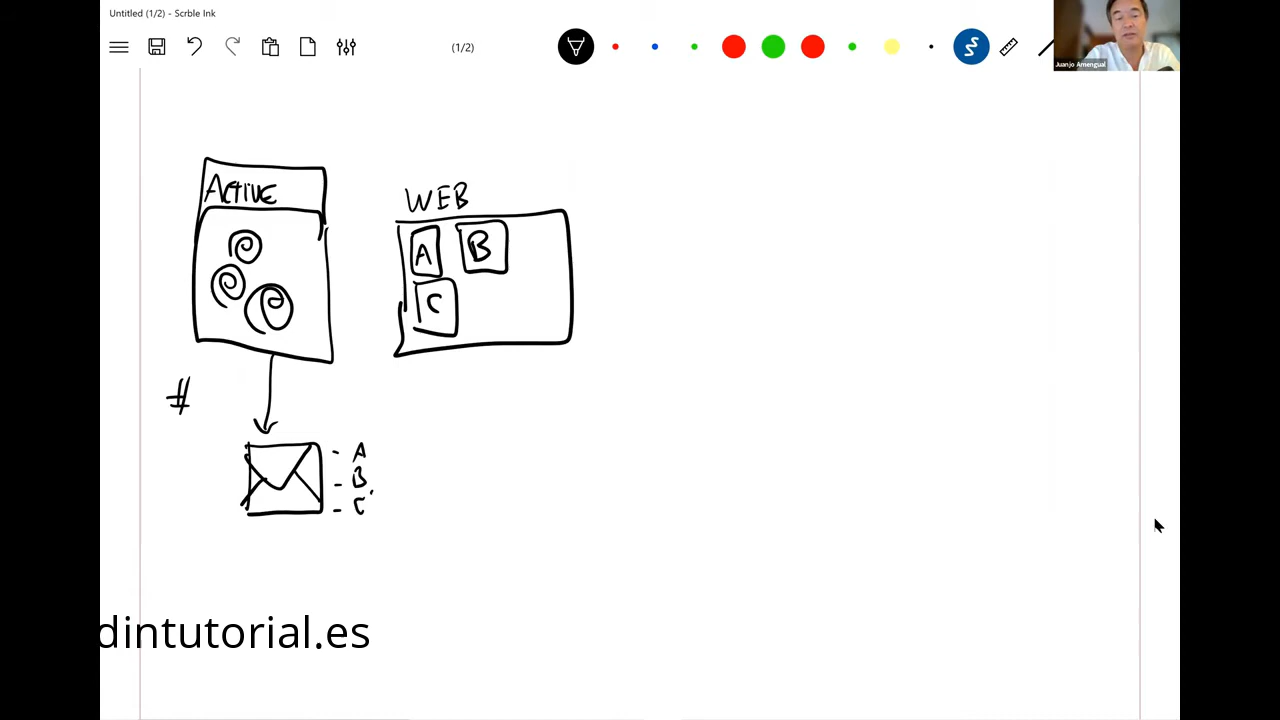 Untitled (1/2) - Scrble Ink
(1/2)
Juanjo Amengual
ACTIVE
WEB
A
B
C
#
- A
- B
- C
dintutorial.es